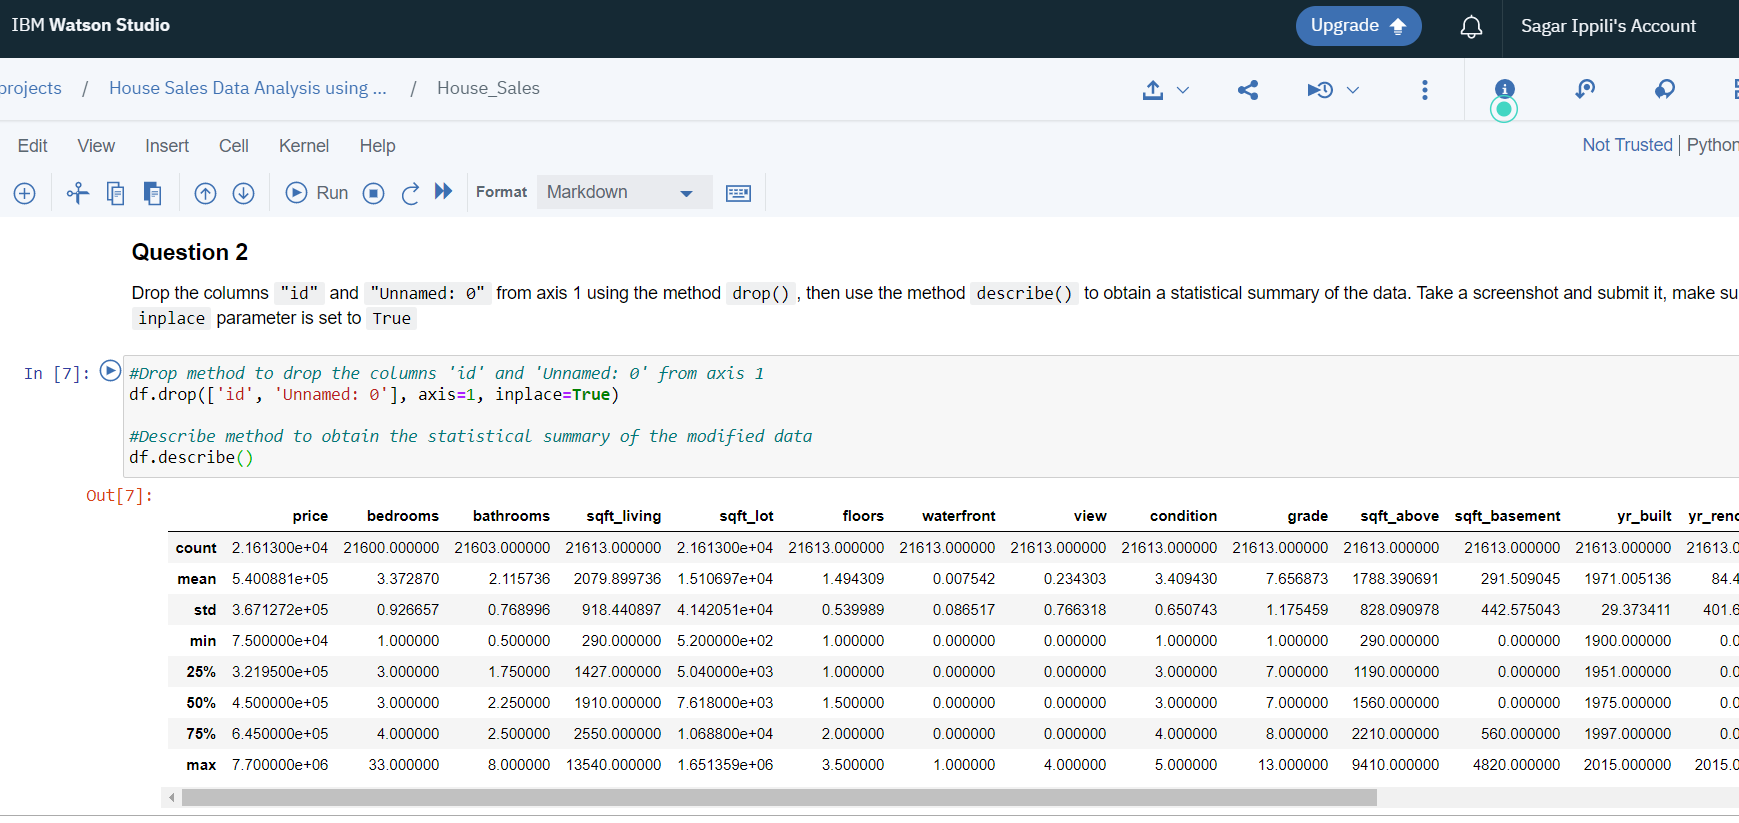 IBM Watson Studio
Upgrade
Sagar Ippili's Account
projects / House Sales Data Analysis using ... / House_Sales
Edit View Insert Cell Kernel Help
Not Trusted | Python
Run
Format
Markdown
Question 2
Drop the columns "id" and "Unnamed: 0" from axis 1 using the method drop() , then use the method describe() to obtain a statistical summary of the data. Take a screenshot and submit it, make su
inplace parameter is set to True
In [7]:
#Drop method to drop the columns 'id' and 'Unnamed: 0' from axis 1
df.drop(['id', 'Unnamed: 0'], axis=1, inplace=True)
#Describe method to obtain the statistical summary of the modified data
df.describe()
Out[7]:
price bedrooms bathrooms sqft_living sqft_lot floors waterfront view condition grade sqft_above sqft_basement yr_built yr_renc
count 2.161300e+04 21600.000000 21603.000000 21613.000000 2.161300e+04 21613.000000 21613.000000 21613.000000 21613.000000 21613.000000 21613.000000 21613.000000 21613.000000 21613.0
mean 5.400881e+05 3.372870 2.115736 2079.899736 1.510697e+04 1.494309 0.007542 0.234303 3.409430 7.656873 1788.390691 291.509045 1971.005136 84.4
std 3.671272e+05 0.926657 0.768996 918.440897 4.142051e+04 0.539989 0.086517 0.766318 0.650743 1.175459 828.090978 442.575043 29.373411 401.6
min 7.500000e+04 1.000000 0.500000 290.000000 5.200000e+02 1.000000 0.000000 0.000000 1.000000 1.000000 290.000000 0.000000 1900.000000 0.0
25% 3.219500e+05 3.000000 1.750000 1427.000000 5.040000e+03 1.000000 0.000000 0.000000 3.000000 7.000000 1190.000000 0.000000 1951.000000 0.0
50% 4.500000e+05 3.000000 2.250000 1910.000000 7.618000e+03 1.500000 0.000000 0.000000 3.000000 7.000000 1560.000000 0.000000 1975.000000 0.0
75% 6.450000e+05 4.000000 2.500000 2550.000000 1.068800e+04 2.000000 0.000000 0.000000 4.000000 8.000000 2210.000000 560.000000 1997.000000 0.0
max 7.700000e+06 33.000000 8.000000 13540.000000 1.651359e+06 3.500000 1.000000 4.000000 5.000000 13.000000 9410.000000 4820.000000 2015.000000 2015.0